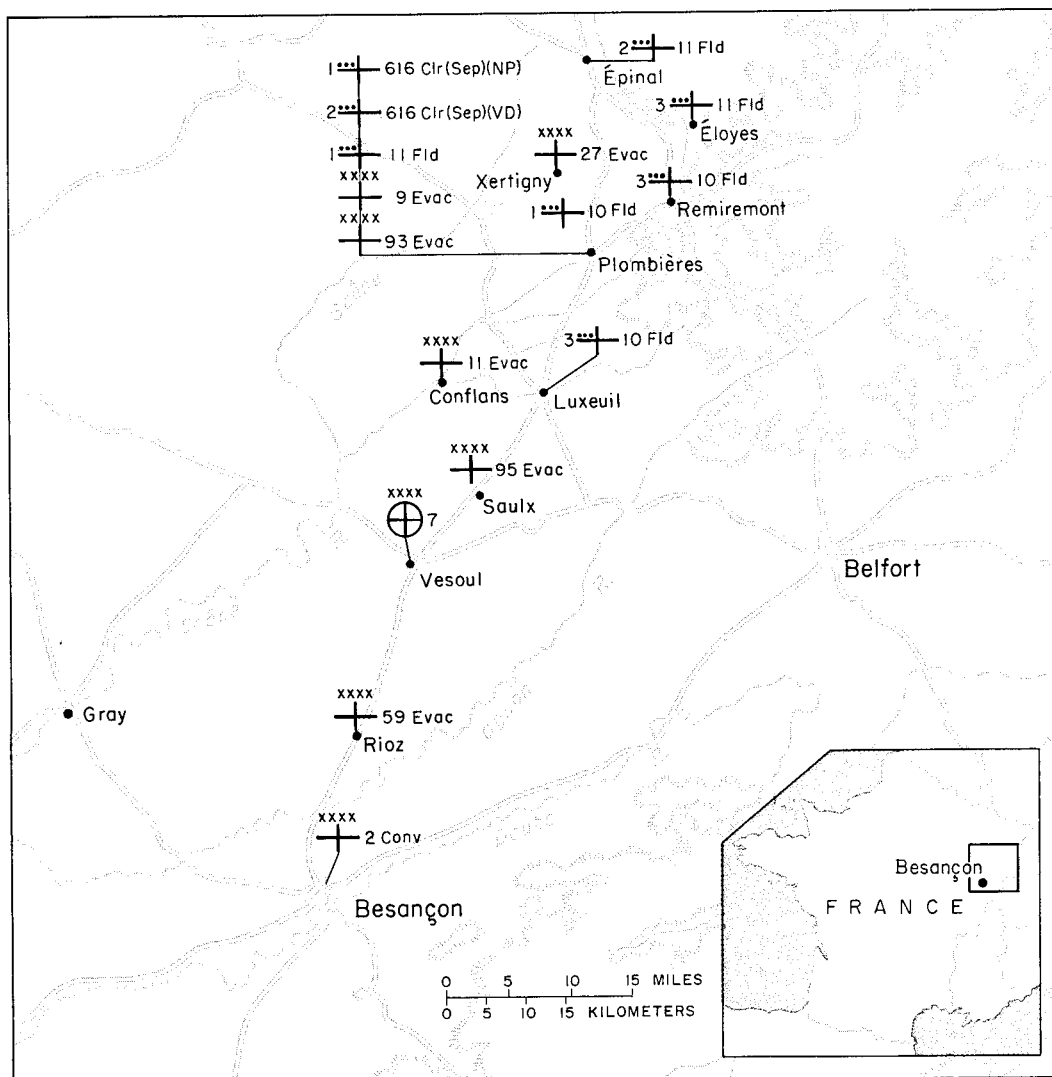 2 ••• 11 Fld
Épinal
1 ••• 616 Clr(Sep)(NP)
2 ••• 616 Clr(Sep)(VD)
1 ••• 11 Fld
xxxx
9 Evac
xxxx
93 Evac
3 ••• 11 Fld
Éloyes
xxxx
27 Evac
Xertigny
3 ••• 10 Fld
Remiremont
1 ••• 10 Fld
Plombières
xxxx
11 Evac
Conflans
3 ••• 10 Fld
Luxeuil
xxxx
95 Evac
Saulx
xxxx
7
Vesoul
Belfort
Gray
xxxx
59 Evac
Rioz
xxxx
2 Conv
Besançon
0 5 10 15 MILES
0 5 10 15 KILOMETERS
Besançon
FRANCE